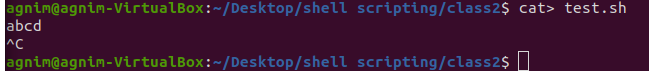 agnim@agnim-VirtualBox:~/Desktop/shell scripting/class2$ cat> test.sh
abcd
^C
agnim@agnim-VirtualBox:~/Desktop/shell scripting/class2$